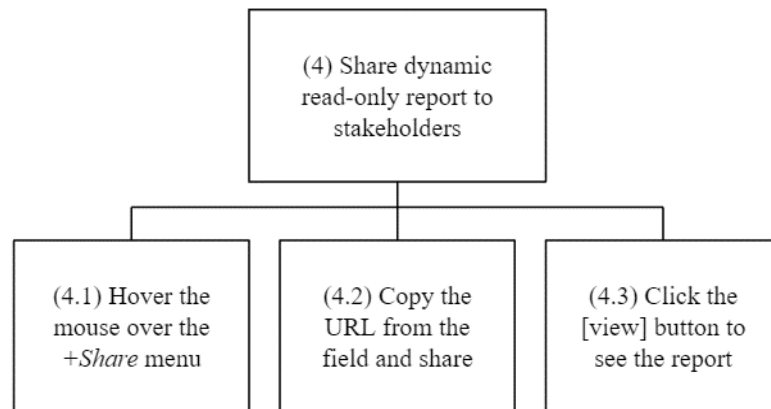 (4) Share dynamic
read-only report to
stakeholders
(4.1) Hover the
mouse over the
+Share menu
(4.2) Copy the
URL from the
field and share
(4.3) Click the
[view] button to
see the report